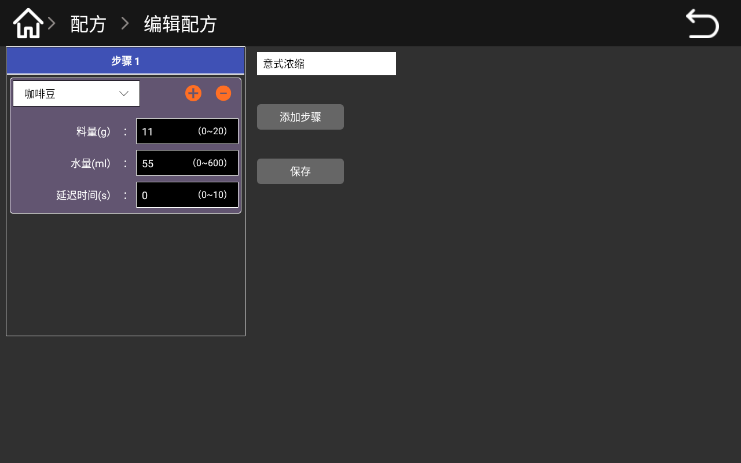 配方 编辑配方
步骤 1
咖啡豆
料量(g) : 11 (0~20)
水量(ml) : 55 (0~600)
延迟时间(s) : 0 (0~10)
意式浓缩
添加步骤
保存